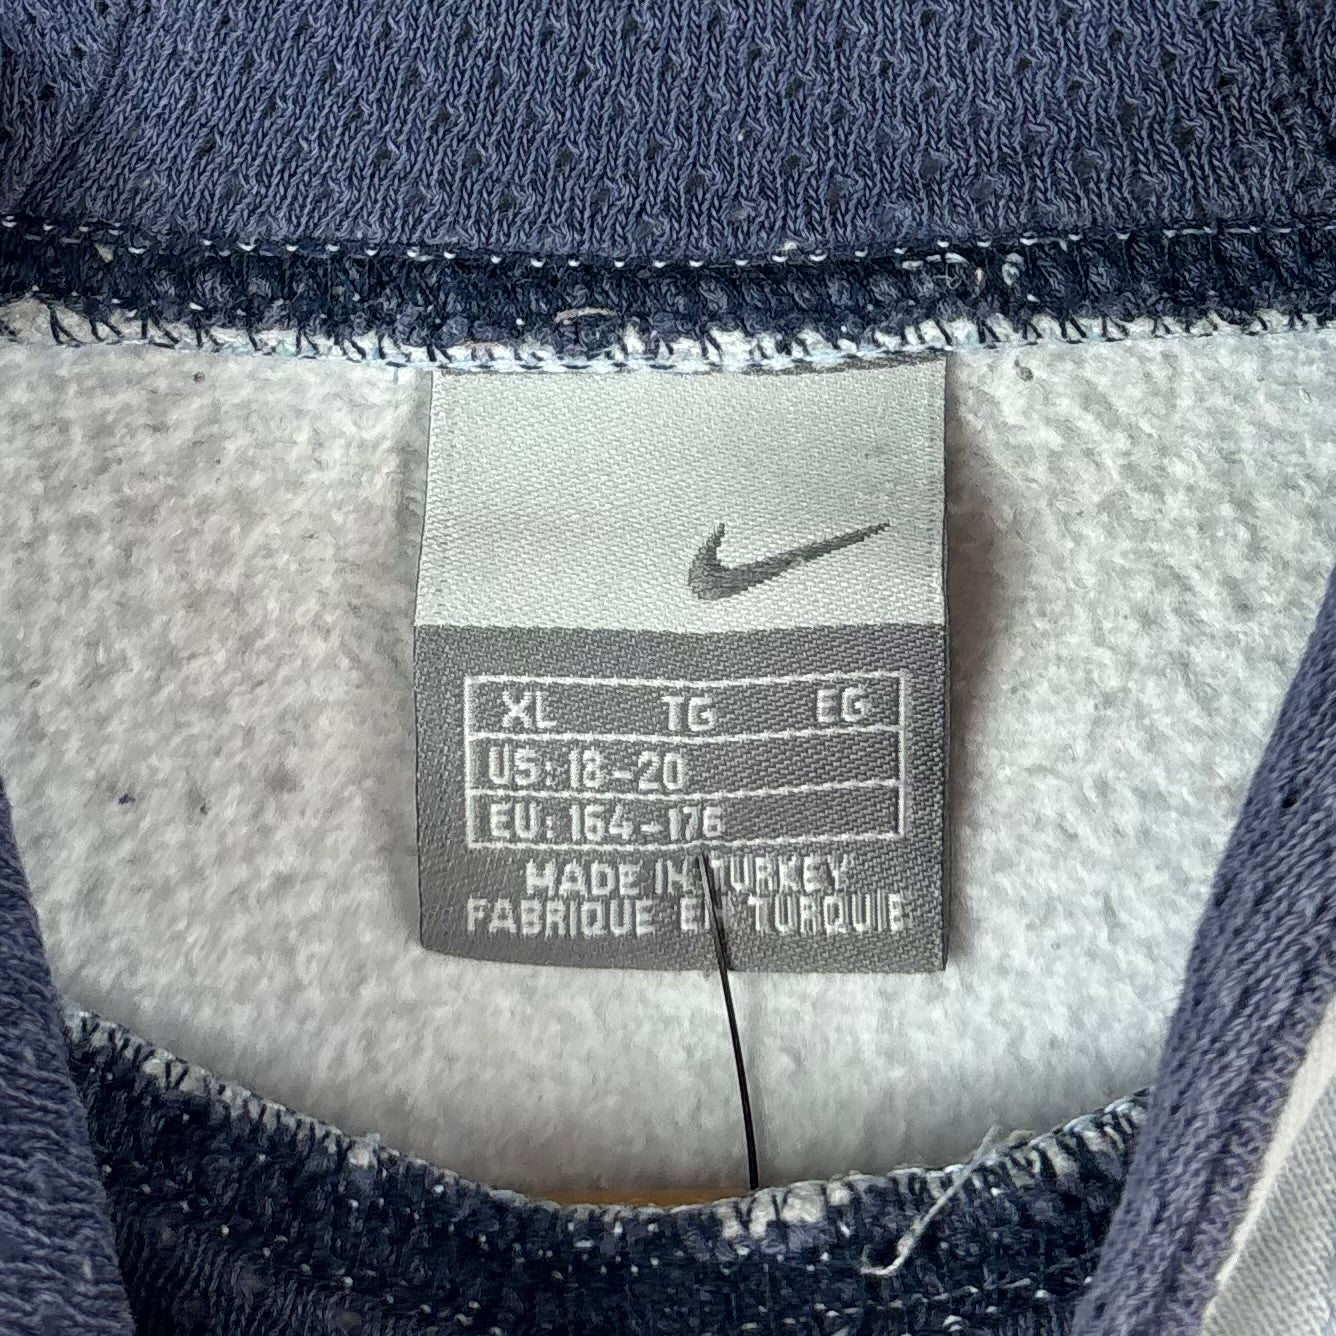 XL TG EG
US: 18-20
EU: 164-176
MADE IN TURKEY
FABRIQUE EN TURQUIE